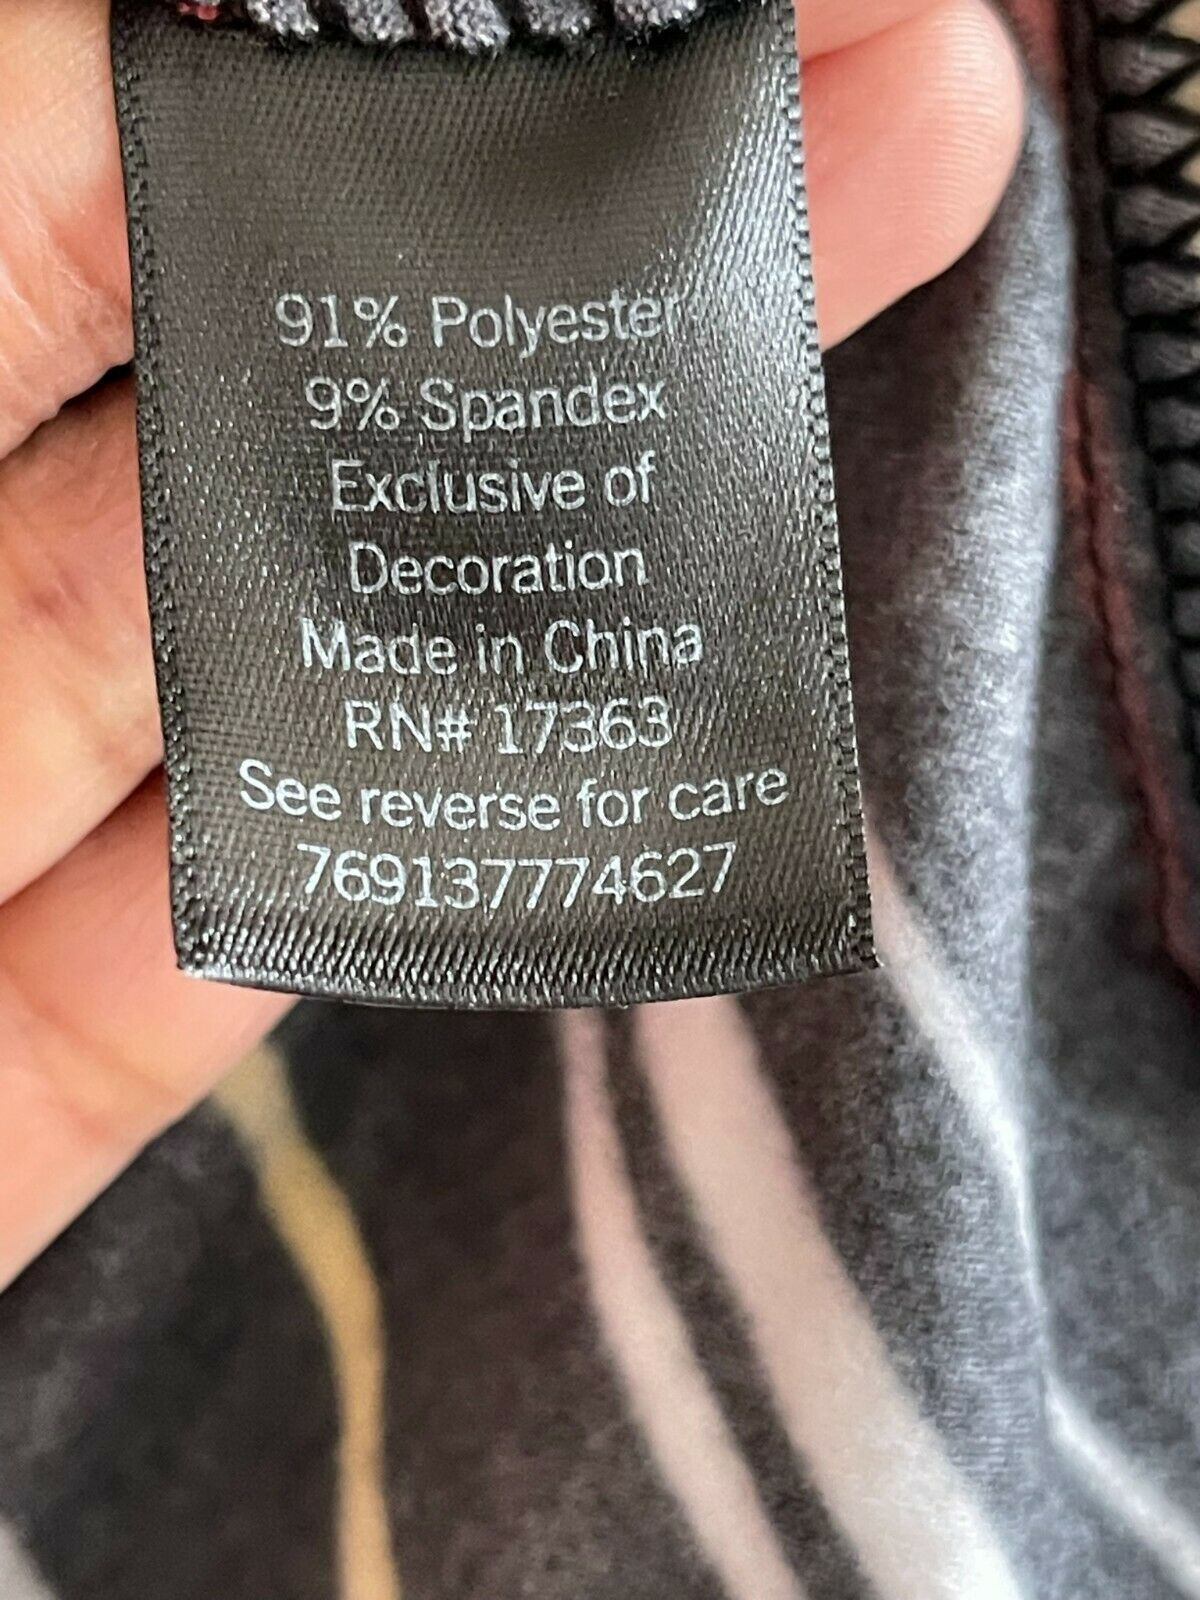 91% Polyester
9% Spandex
Exclusive of
Decoration
Made in China
RN# 17363
See reverse for care
769137774627